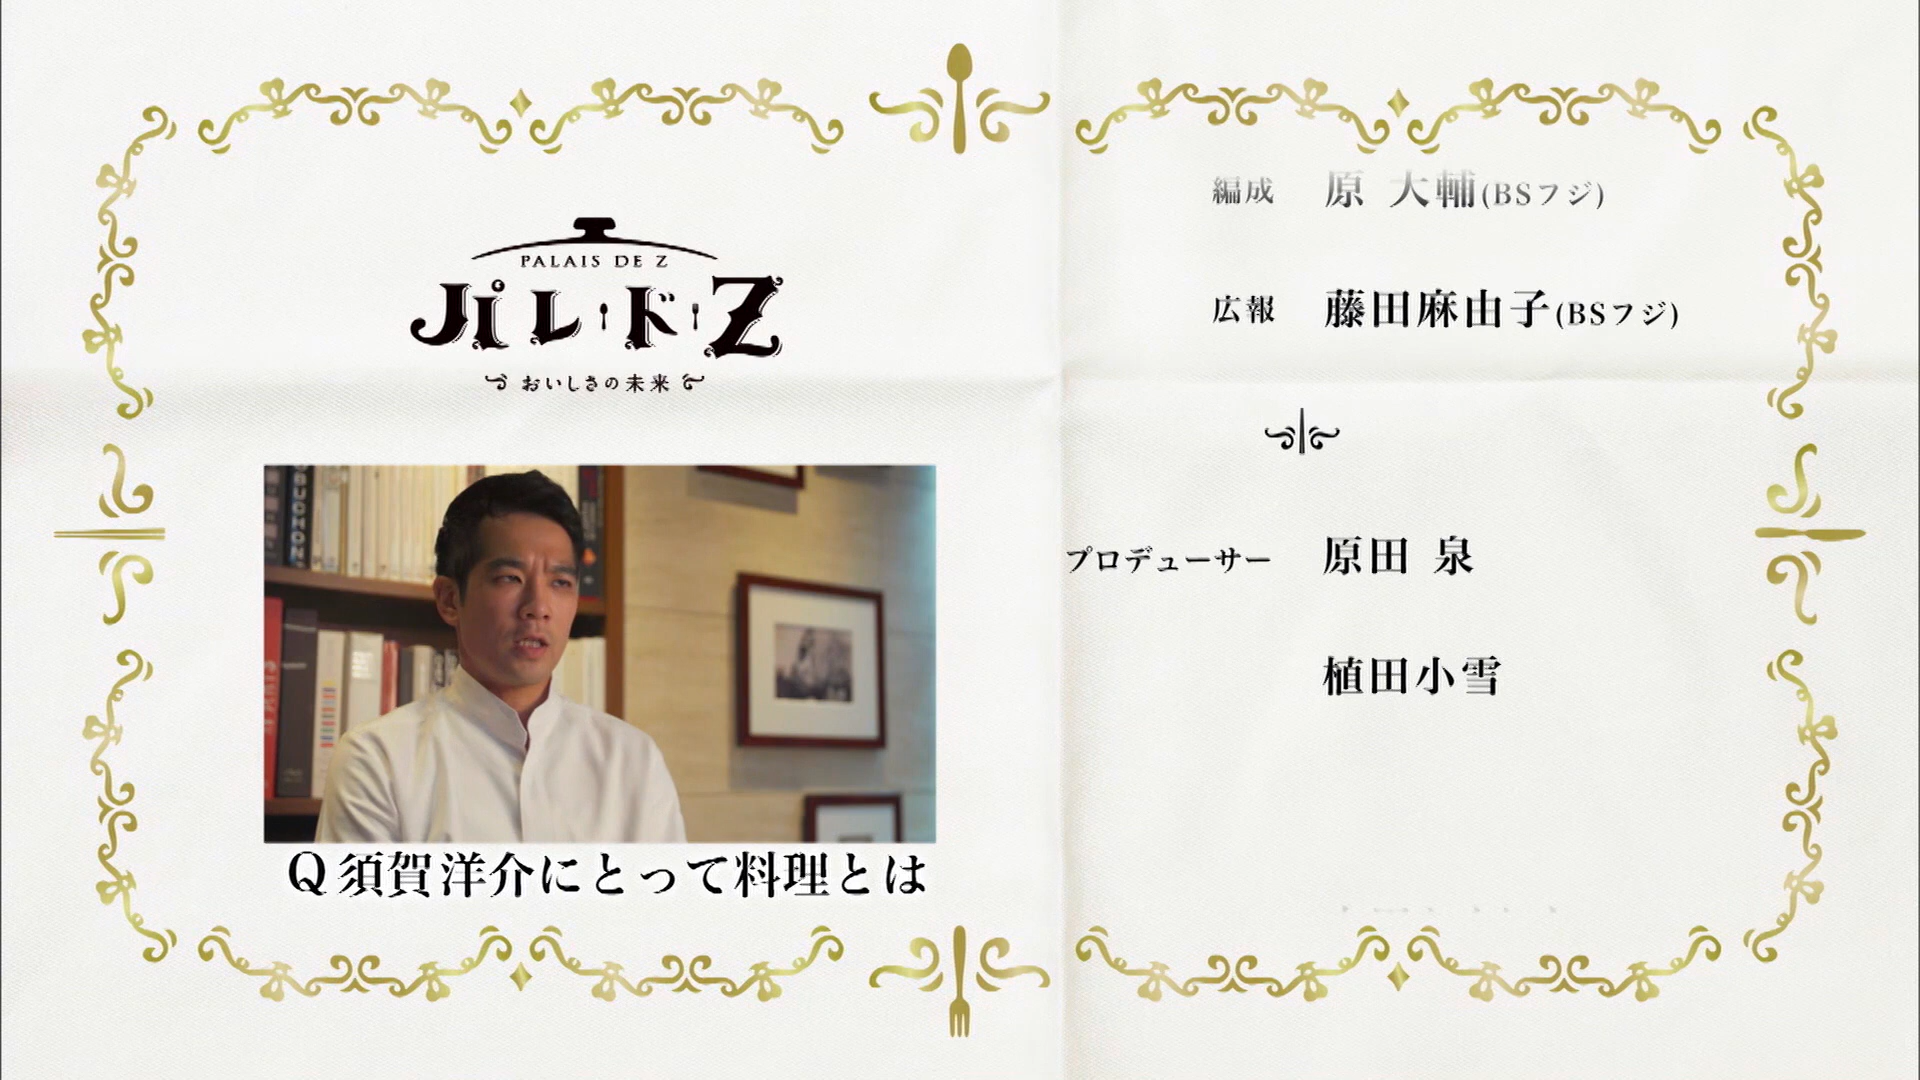 PALAIS DE Z
パレ・ド・Z
おいしさの未来
BUCHON
Q須賀洋介にとって料理とは
編成 原 大輔(BSフジ)
広報 藤田麻由子(BSフジ)
プロデューサー 原田 泉
植田小雪